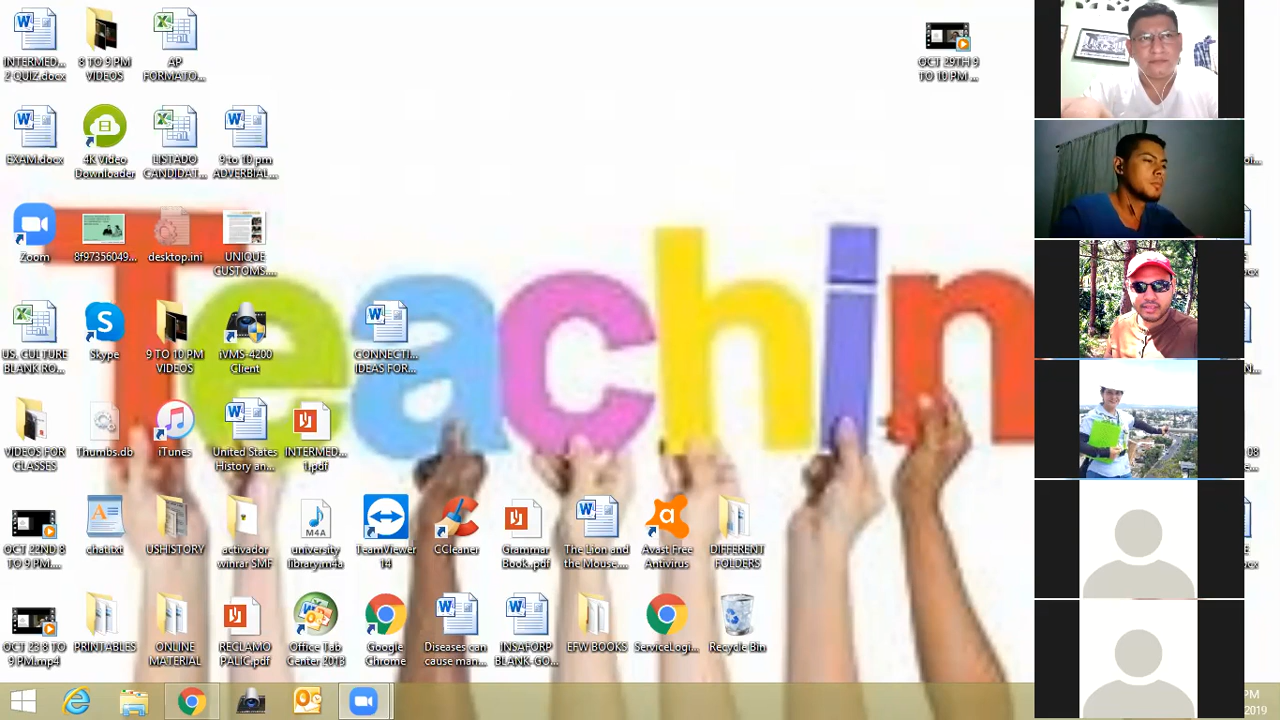 INTERMED...
2 QUIZ.docx
8 TO 9 PM
VIDEOS
AP
FORMATO...
OCT 29TH 9
TO 10 PM ...
EXAM.docx
4K Video
Downloader
LISTADO
CANDIDAT...
9 to 10 pm
ADVERBIAL...
Zoom
8f97356049...
desktop.ini
UNIQUE
CUSTOMS....
Teachin
US. CULTURE
BLANK RO...
Skype
9 TO 10 PM
VIDEOS
iVMS-4200
Client
CONNECTI...
IDEAS FOR...
VIDEOS FOR
CLASSES
Thumbs.db
iTunes
United States
History an...
INTERMED...
1.pdf
08
OCT 22ND 8
TO 9 PM....
chat.txt
USHISTORY
activador
winrar SMF
M4A
university
library.m4a
TeamViewer
14
CCleaner
Grammar
Book..pdf
The Lion and
the Mouse....
Avast Free
Antivirus
DIFFERENT
FOLDERS
OCT 23 8 TO
9 PM.mp4
PRINTABLES
ONLINE
MATERIAL
RECLAMO
PALIC.pdf
Office Tab
Center 2013
Google
Chrome
Diseases can
cause man...
INSAFORP
BLANK-GO...
EFW BOOKS
ServiceLogi...
Recycle Bin
PM
2019